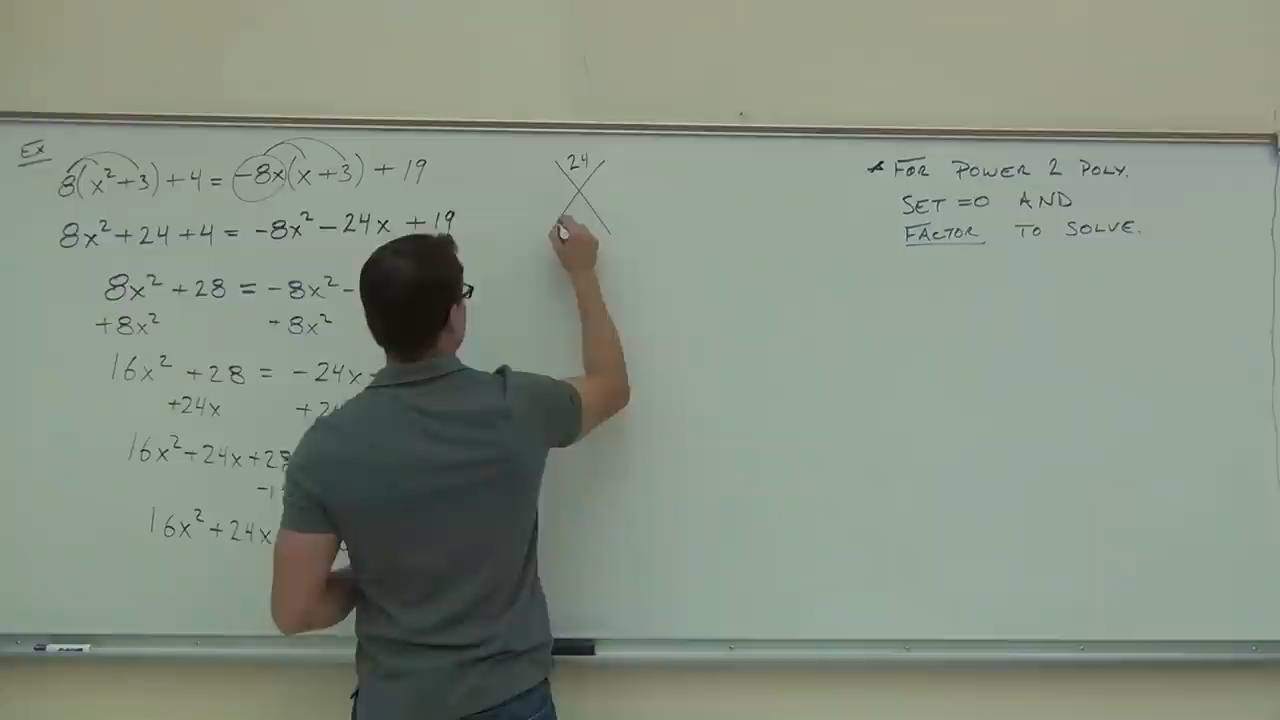 Ex
8(x²+3)+4 = -8x(x+3)+19
8x²+24+4 = -8x²-24x+19
8x²+28 = -8x²-
+8x² +8x²
16x²+28 = -24x
+24x +24
16x²+24x+28
-1
16x²+24x
24
* FOR POWER 2 POLY.
SET =0 AND
FACTOR TO SOLVE.